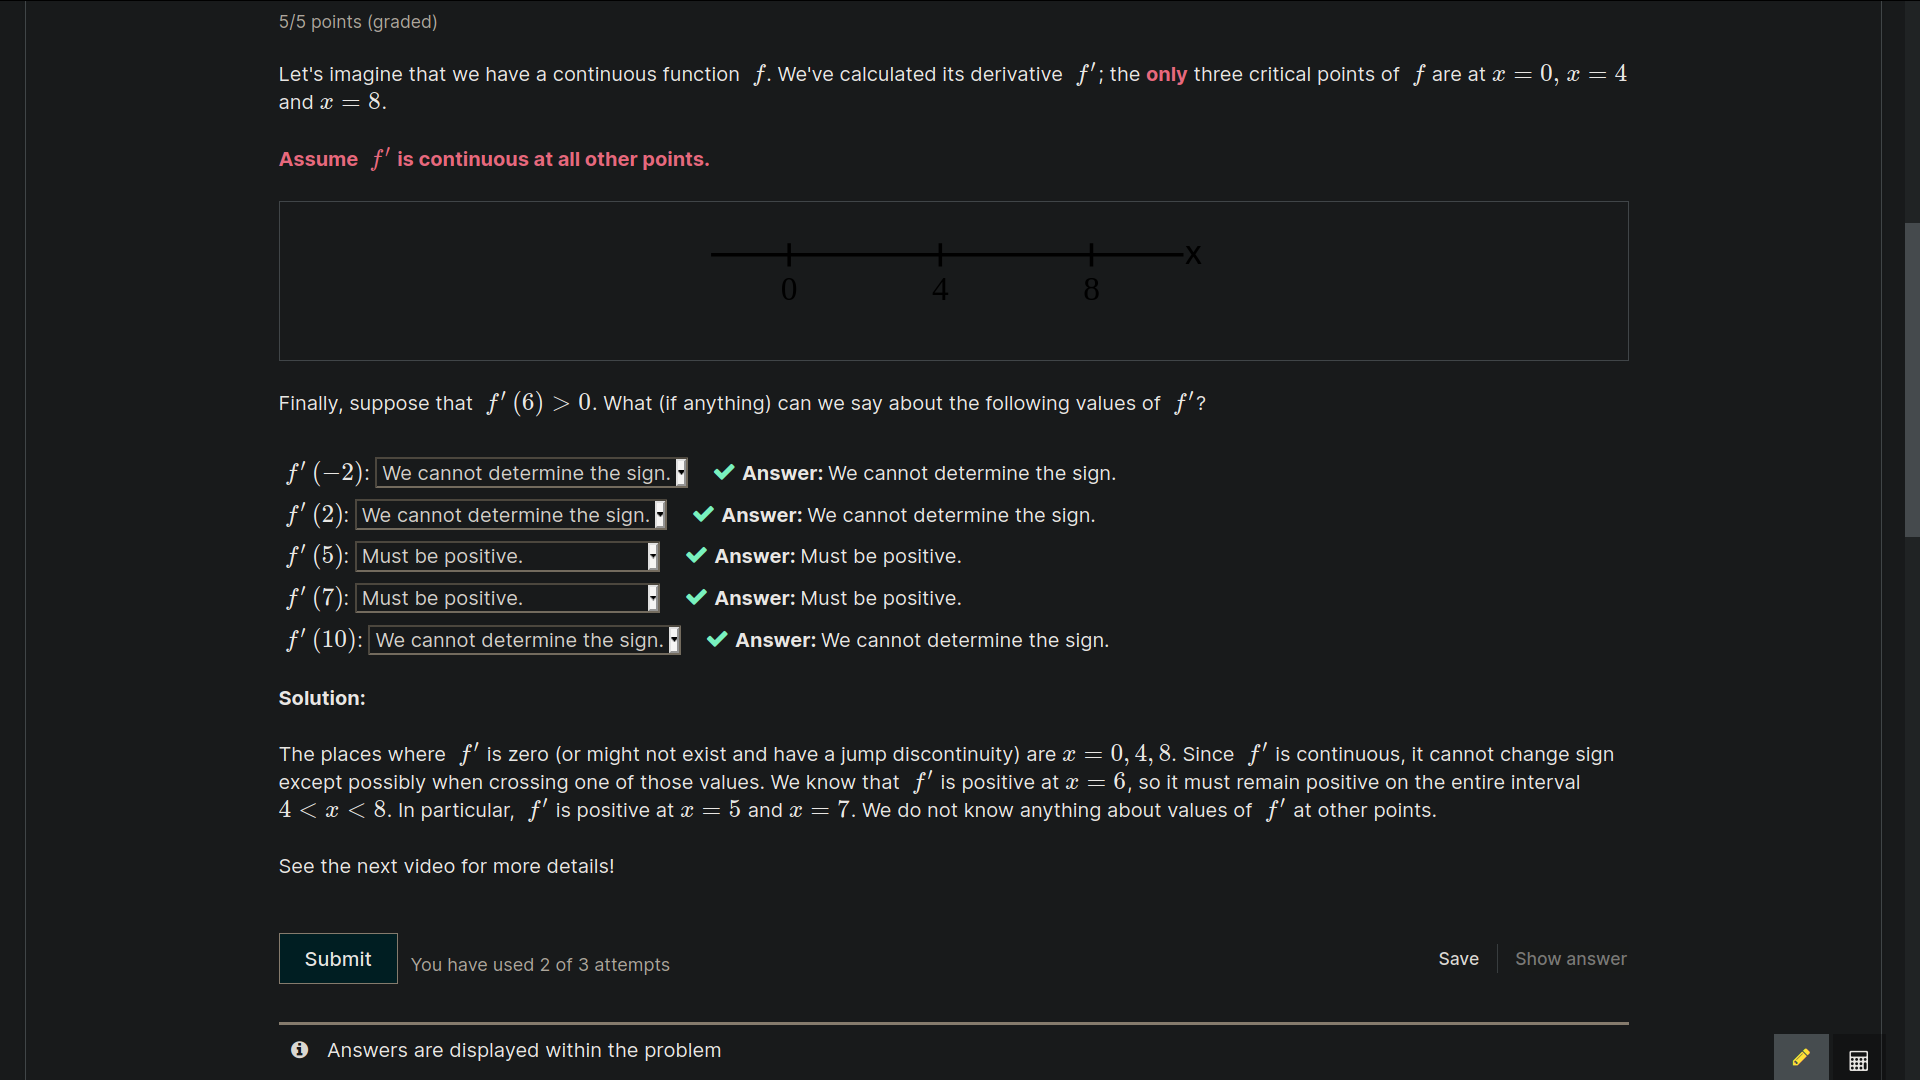 5/5 points (graded)
Let's imagine that we have a continuous function f. We've calculated its derivative f′; the only three critical points of f are at x = 0, x = 4
and x = 8.
Assume f′ is continuous at all other points.
x
0 4 8
Finally, suppose that f′ (6) > 0. What (if anything) can we say about the following values of f′?
f′ (−2): We cannot determine the sign. Answer: We cannot determine the sign.
f′ (2): We cannot determine the sign. Answer: We cannot determine the sign.
f′ (5): Must be positive. Answer: Must be positive.
f′ (7): Must be positive. Answer: Must be positive.
f′ (10): We cannot determine the sign. Answer: We cannot determine the sign.
Solution:
The places where f′ is zero (or might not exist and have a jump discontinuity) are x = 0, 4, 8. Since f′ is continuous, it cannot change sign
except possibly when crossing one of those values. We know that f′ is positive at x = 6, so it must remain positive on the entire interval
4 < x < 8. In particular, f′ is positive at x = 5 and x = 7. We do not know anything about values of f′ at other points.
See the next video for more details!
Submit You have used 2 of 3 attempts Save Show answer
Answers are displayed within the problem